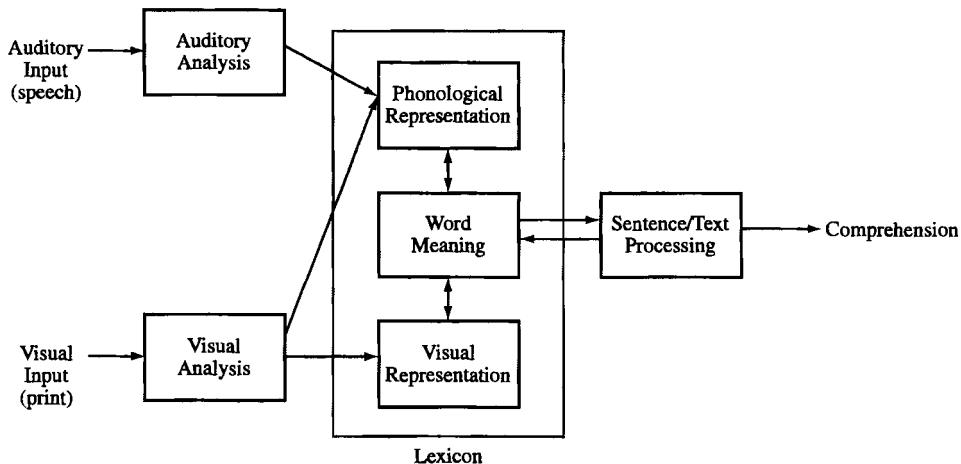 Auditory
Input
(speech)
Auditory
Analysis
Phonological
Representation
Word
Meaning
Sentence/Text
Processing
Comprehension
Visual
Input
(print)
Visual
Analysis
Visual
Representation
Lexicon